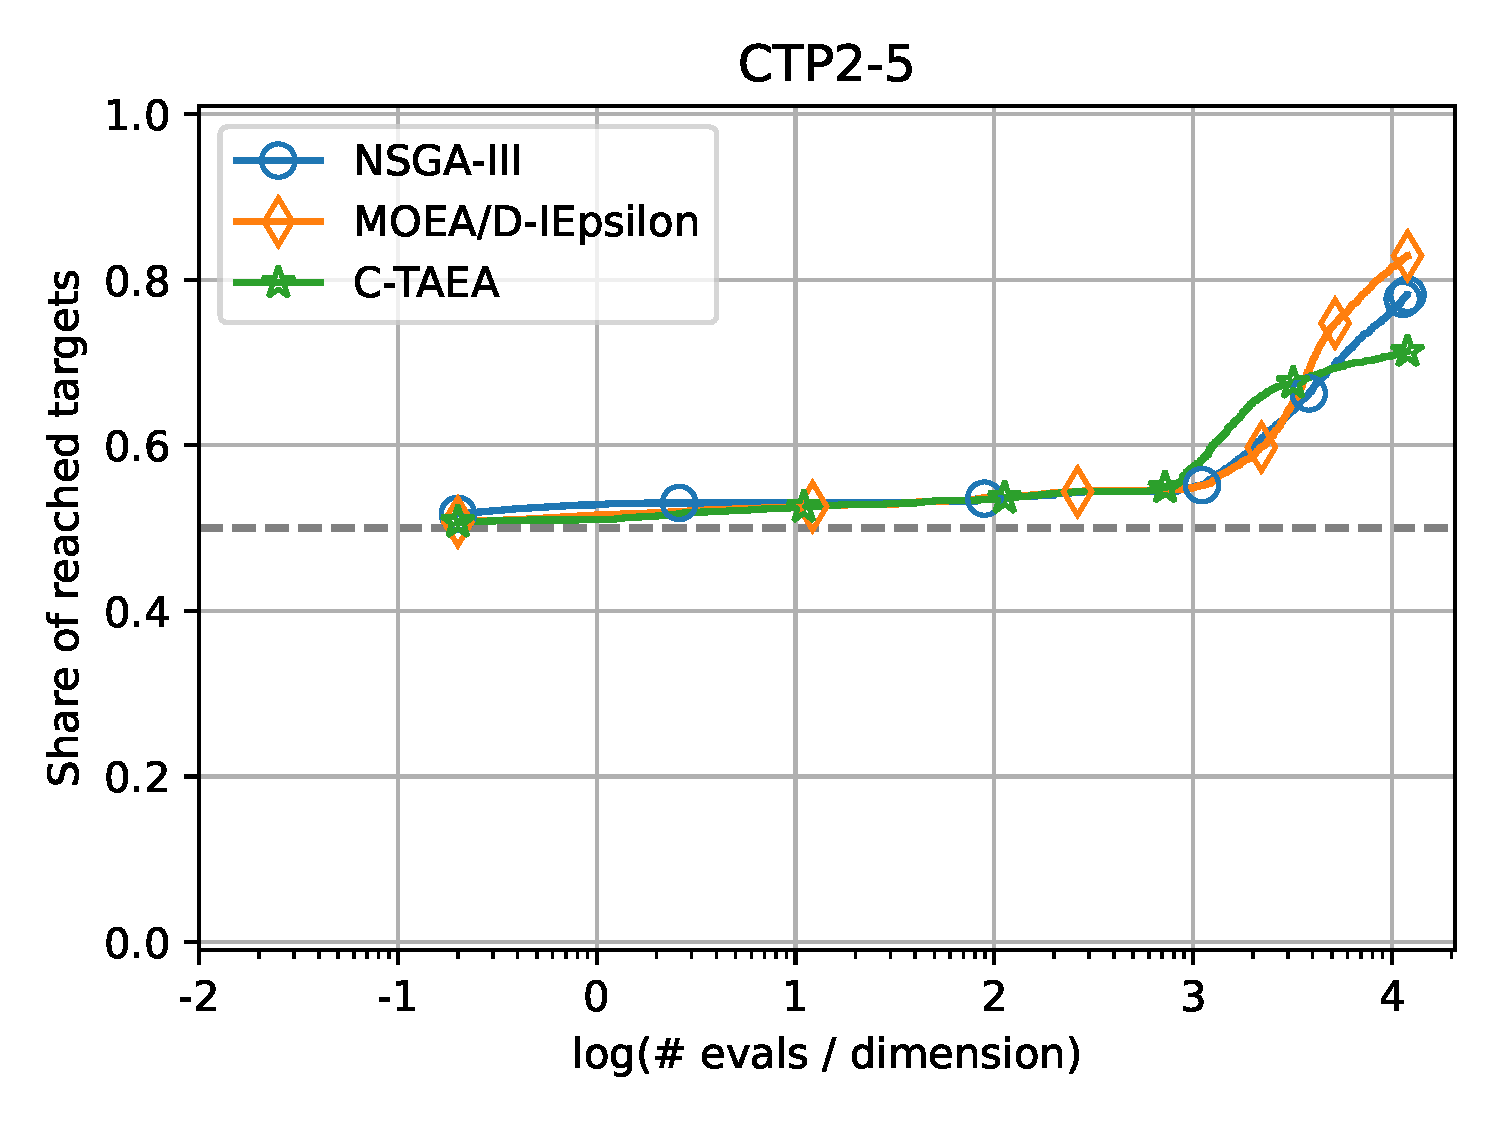 CTP2-5
NSGA-III
MOEA/D-IEpsilon
C-TAEA
Share of reached targets
1.0
0.8
0.6
0.4
0.2
0.0
-2 -1 0 1 2 3 4
log(# evals / dimension)